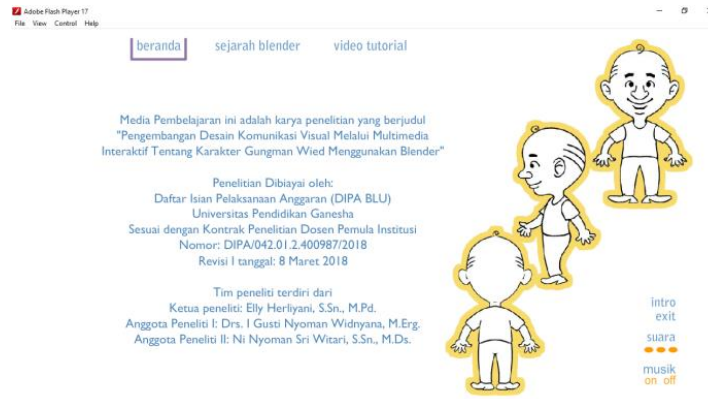 Adobe Flash Player 17
File View Control Help
beranda sejarah blender video tutorial
Media Pembelajaran ini adalah karya penelitian yang berjudul
"Pengembangan Desain Komunikasi Visual Melalui Multimedia
Interaktif Tentang Karakter Gungman Wied Menggunakan Blender"
Penelitian Dibiayai oleh:
Daftar Isian Pelaksanaan Anggaran (DIPA BLU)
Universitas Pendidikan Ganesha
Sesuai dengan Kontrak Penelitian Dosen Pemula Institusi
Nomor: DIPA/042.01.2.400987/2018
Revisi I tanggal: 8 Maret 2018
Tim peneliti terdiri dari
Ketua peneliti: Elly Herliyani, S.Sn., M.Pd.
Anggota Peneliti I: Drs. I Gusti Nyoman Widnyana, M.Erg.
Anggota Peneliti II: Ni Nyoman Sri Witari, S.Sn., M.Ds.
intro
exit
suara
musik
on off